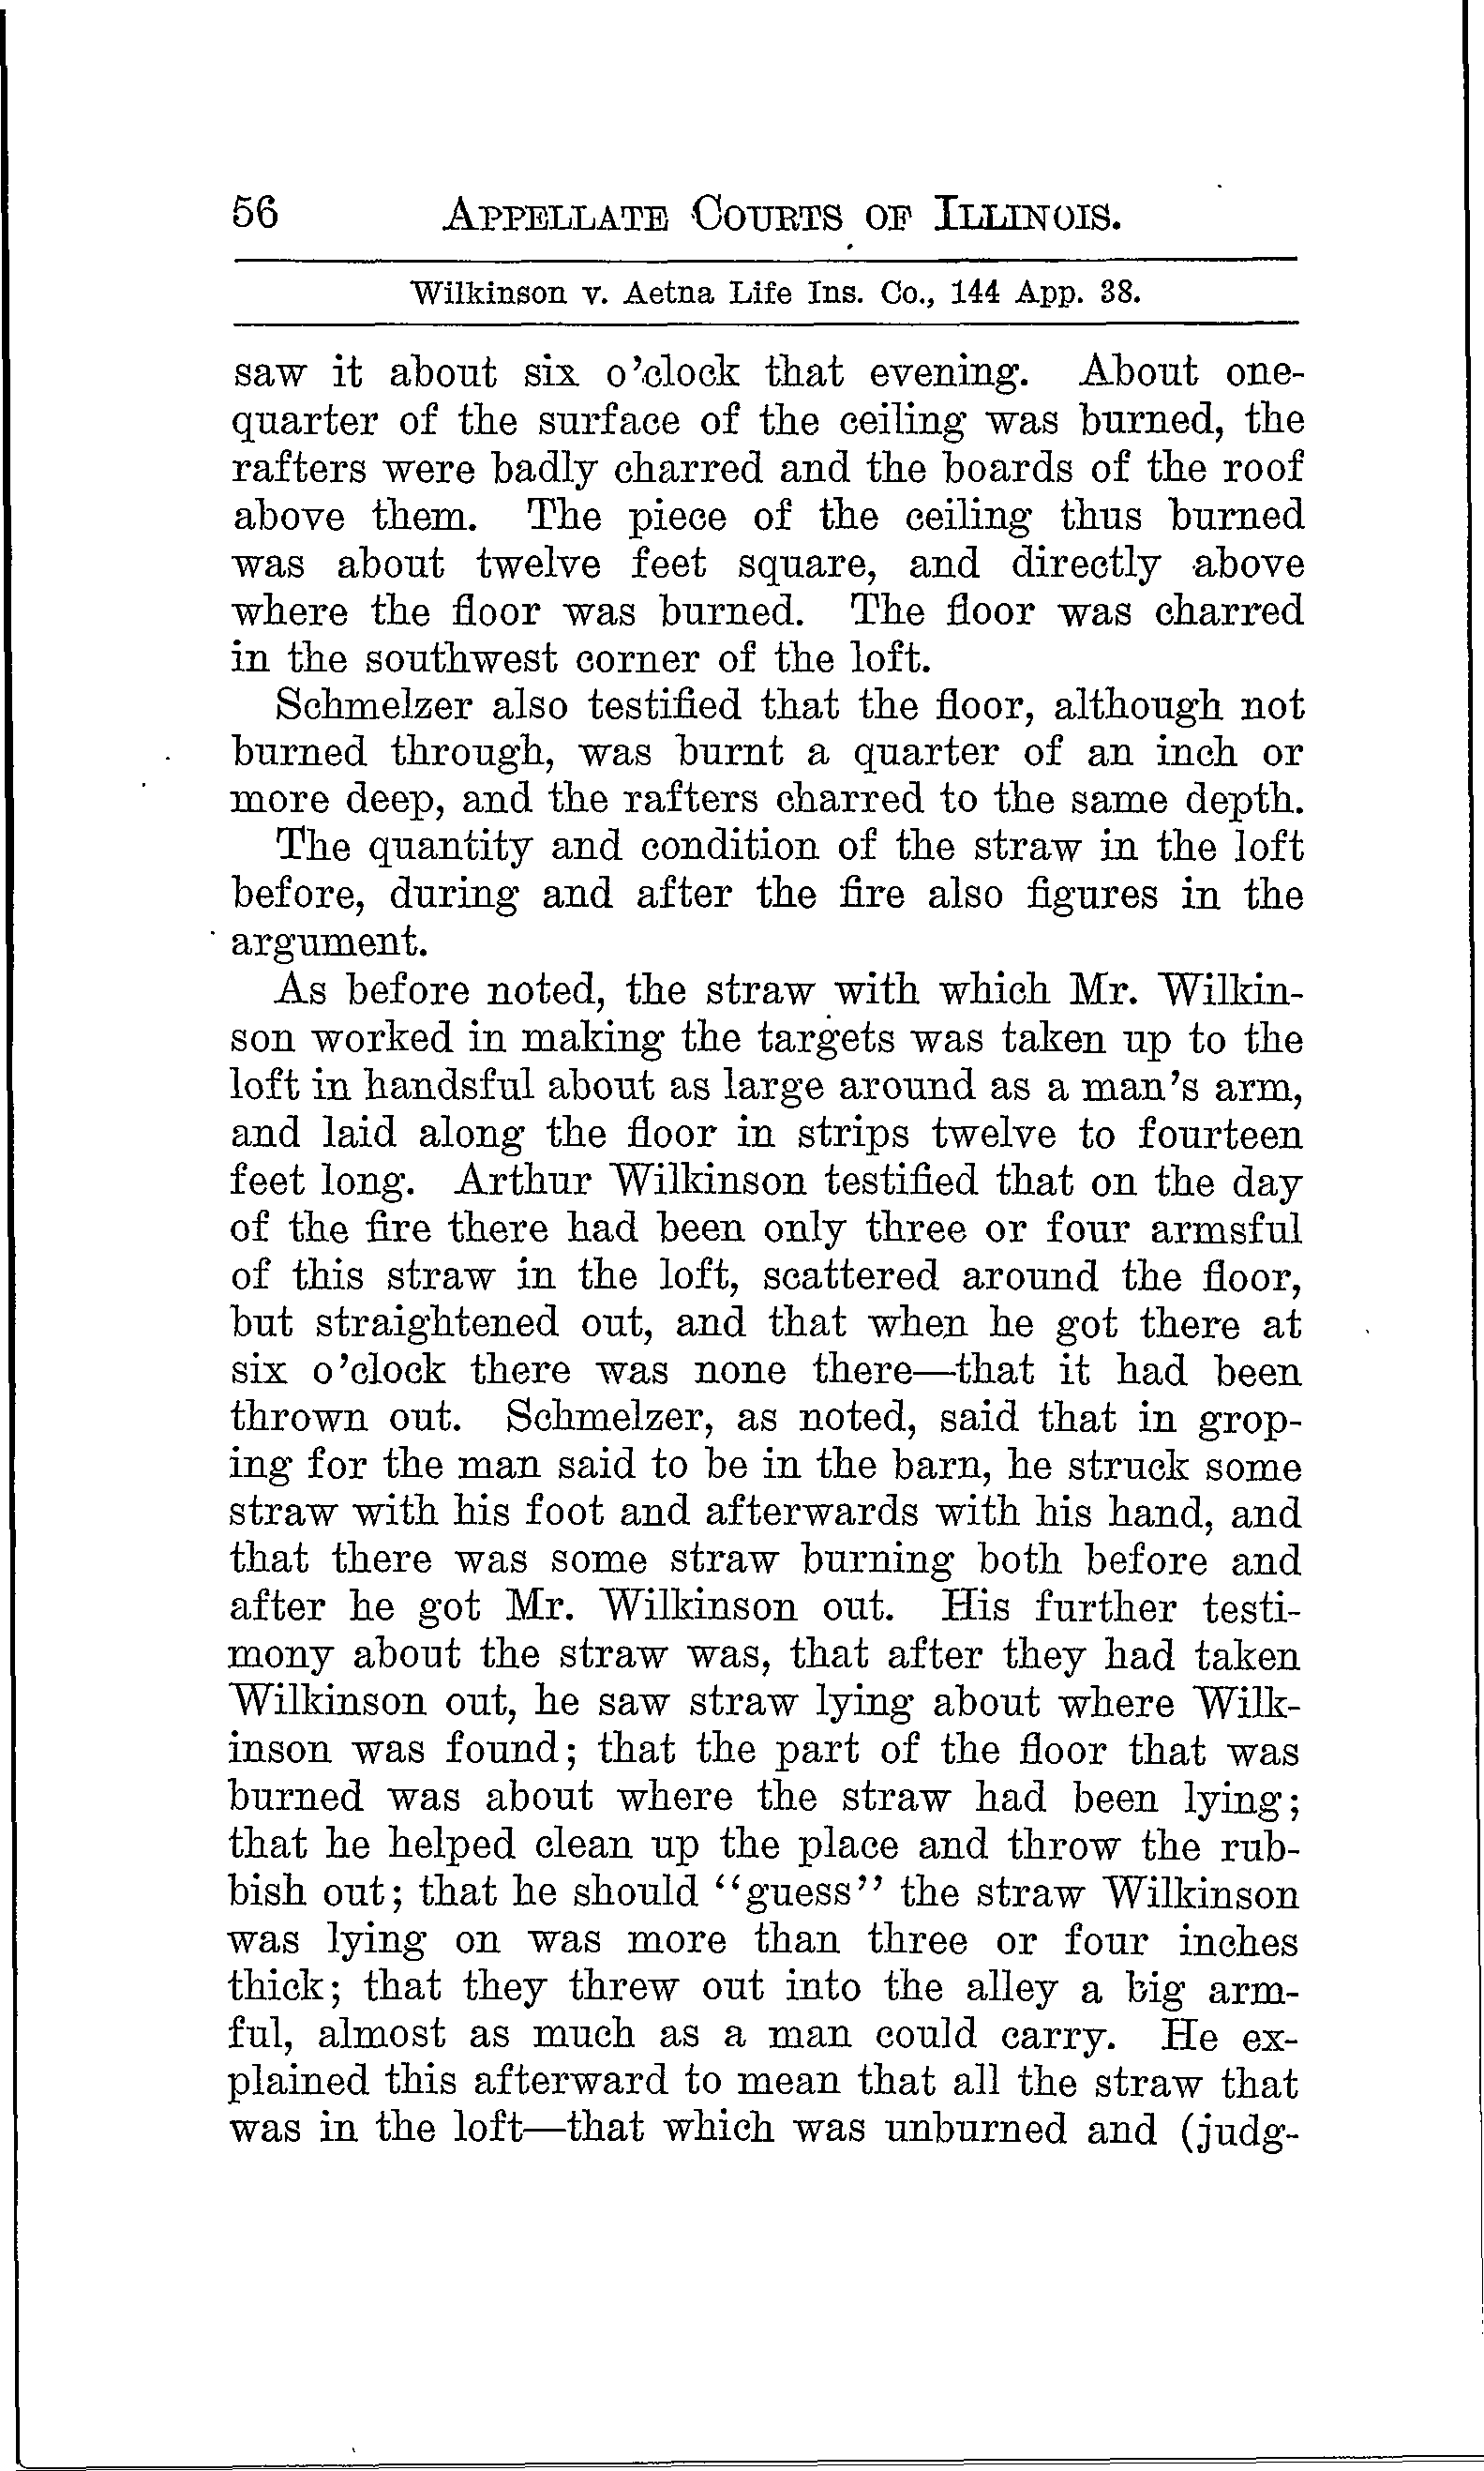 56 APPELLATE COURTS OF ILLINOIS.
Wilkinson v. Aetna Life Ins. Co., 144 App. 38.
saw it about six o'clock that evening. About one-
quarter of the surface of the ceiling was burned, the
rafters were badly charred and the boards of the roof
above them. The piece of the ceiling thus burned
was about twelve feet square, and directly above
where the floor was burned. The floor was charred
in the southwest corner of the loft.
Schmelzer also testified that the floor, although not
burned through, was burnt a quarter of an inch or
more deep, and the rafters charred to the same depth.
The quantity and condition of the straw in the loft
before, during and after the fire also figures in the
argument.
As before noted, the straw with which Mr. Wilkin-
son worked in making the targets was taken up to the
loft in handsful about as large around as a man's arm,
and laid along the floor in strips twelve to fourteen
feet long. Arthur Wilkinson testified that on the day
of the fire there had been only three or four armsful
of this straw in the loft, scattered around the floor,
but straightened out, and that when he got there at
six o'clock there was none there—that it had been
thrown out. Schmelzer, as noted, said that in grop-
ing for the man said to be in the barn, he struck some
straw with his foot and afterwards with his hand, and
that there was some straw burning both before and
after he got Mr. Wilkinson out. His further testi-
mony about the straw was, that after they had taken
Wilkinson out, he saw straw lying about where Wilk-
inson was found; that the part of the floor that was
burned was about where the straw had been lying;
that he helped clean up the place and throw the rub-
bish out; that he should "guess" the straw Wilkinson
was lying on was more than three or four inches
thick; that they threw out into the alley a big arm-
ful, almost as much as a man could carry. He ex-
plained this afterward to mean that all the straw that
was in the loft—that which was unburned and (judg-